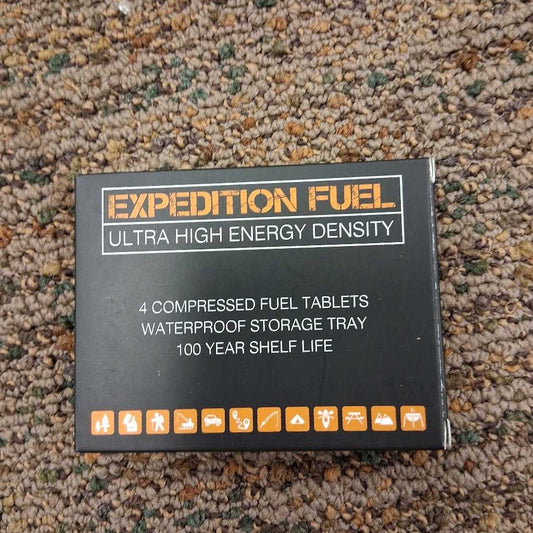 EXPEDITION FUEL
ULTRA HIGH ENERGY DENSITY
4 COMPRESSED FUEL TABLETS
WATERPROOF STORAGE TRAY
100 YEAR SHELF LIFE